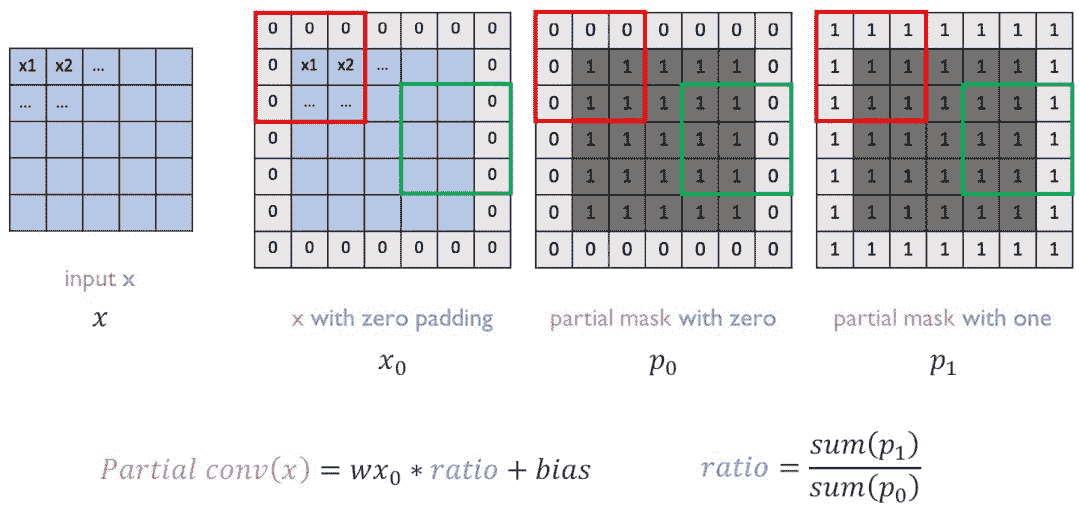 0 0 0 0 0 0 0 0 0 0 0 0 0 0 1 1 1 1 1 1 1
x1 x2 ... 0 x1 x2 ... 0 0 1 1 1 1 1 0 1 1 1 1 1 1 1
... ... 0 ... ... 0 0 1 1 1 1 1 0 1 1 1 1 1 1 1
0 0 0 1 1 1 1 1 0 1 1 1 1 1 1 1
0 0 0 1 1 1 1 1 0 1 1 1 1 1 1 1
0 0 0 1 1 1 1 1 0 1 1 1 1 1 1 1
0 0 0 0 0 0 0 0 0 0 0 0 0 0 1 1 1 1 1 1 1
input x
x
x with zero padding partial mask with zero partial mask with one
x₀ p₀ p₁
Partial conv(x) = wx₀ * ratio + bias
ratio = sum(p₁) / sum(p₀)